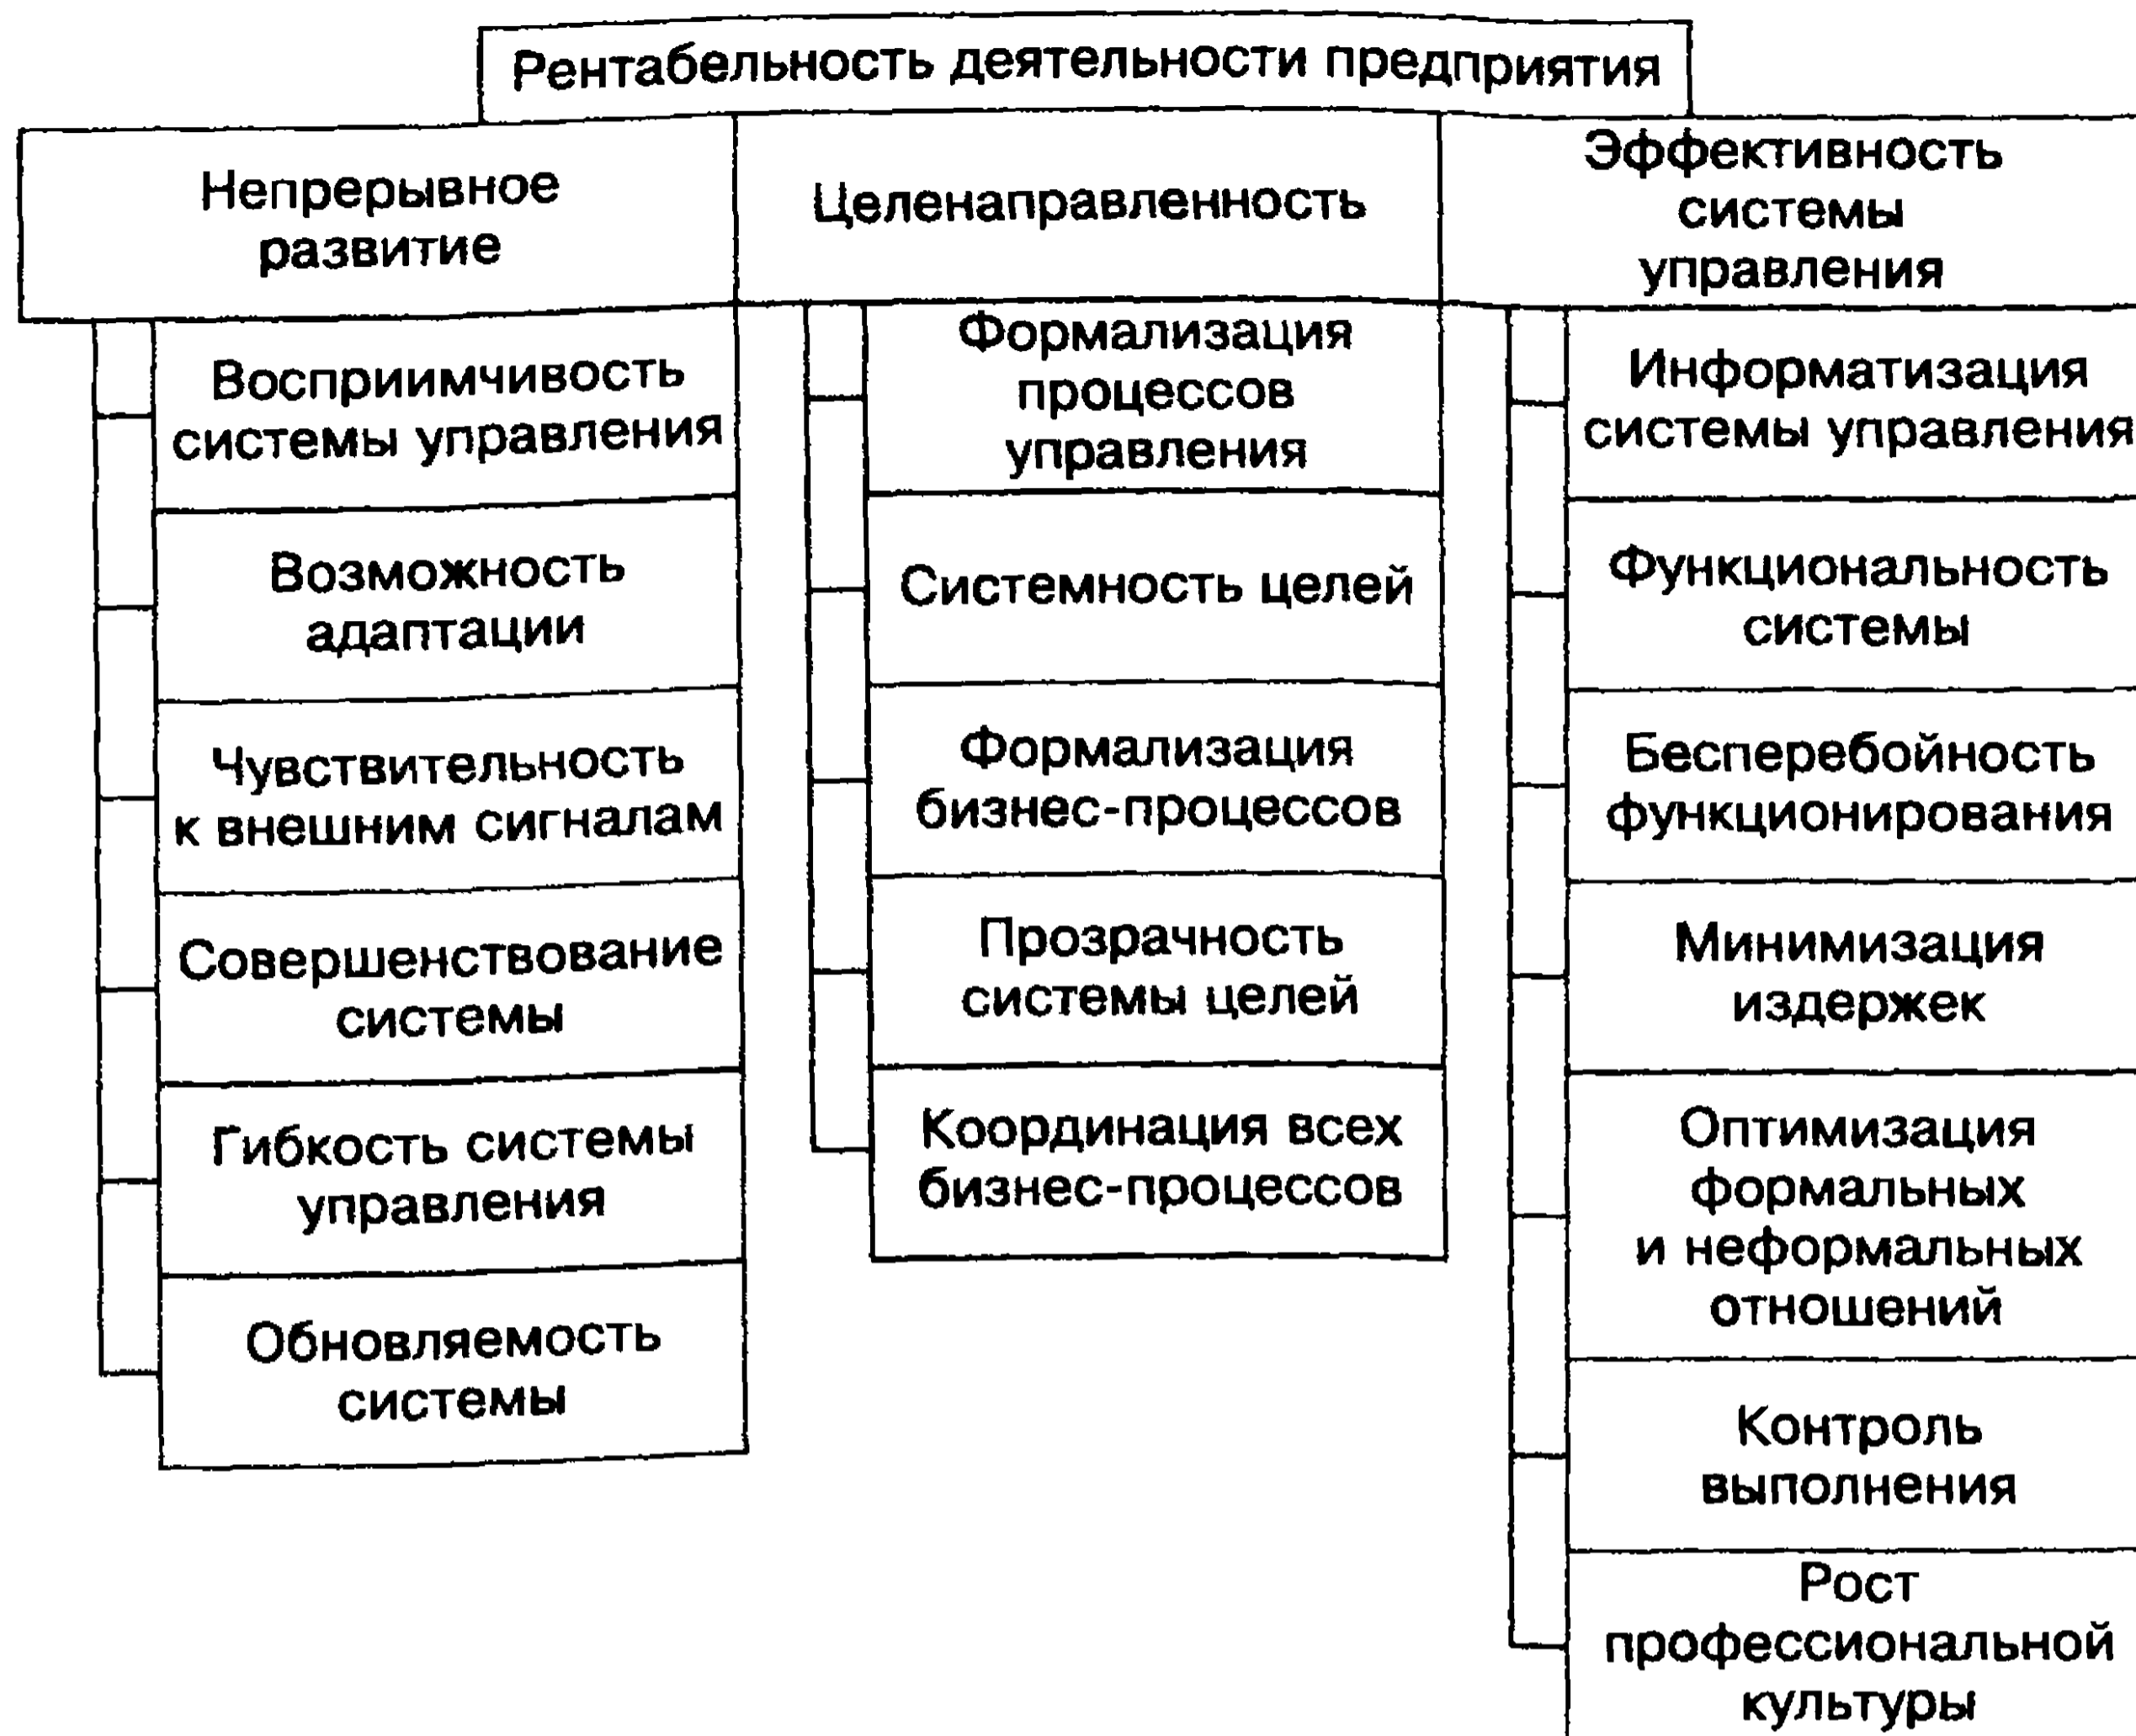 Рентабельность деятельности предприятия
Непрерывное
развитие
Восприимчивость
системы управления
Возможность
адаптации
Чувствительность
к внешним сигналам
Совершенствование
системы
Гибкость системы
управления
Обновляемость
системы
Целенаправленность
Формализация
процессов
управления
Системность целей
Формализация
бизнес-процессов
Прозрачность
системы целей
Координация всех
бизнес-процессов
Эффективность
системы
управления
Информатизация
системы управления
Функциональность
системы
Бесперебойность
функционирования
Минимизация
издержек
Оптимизация
формальных
и неформальных
отношений
Контроль
выполнения
Рост
профессиональной
культуры